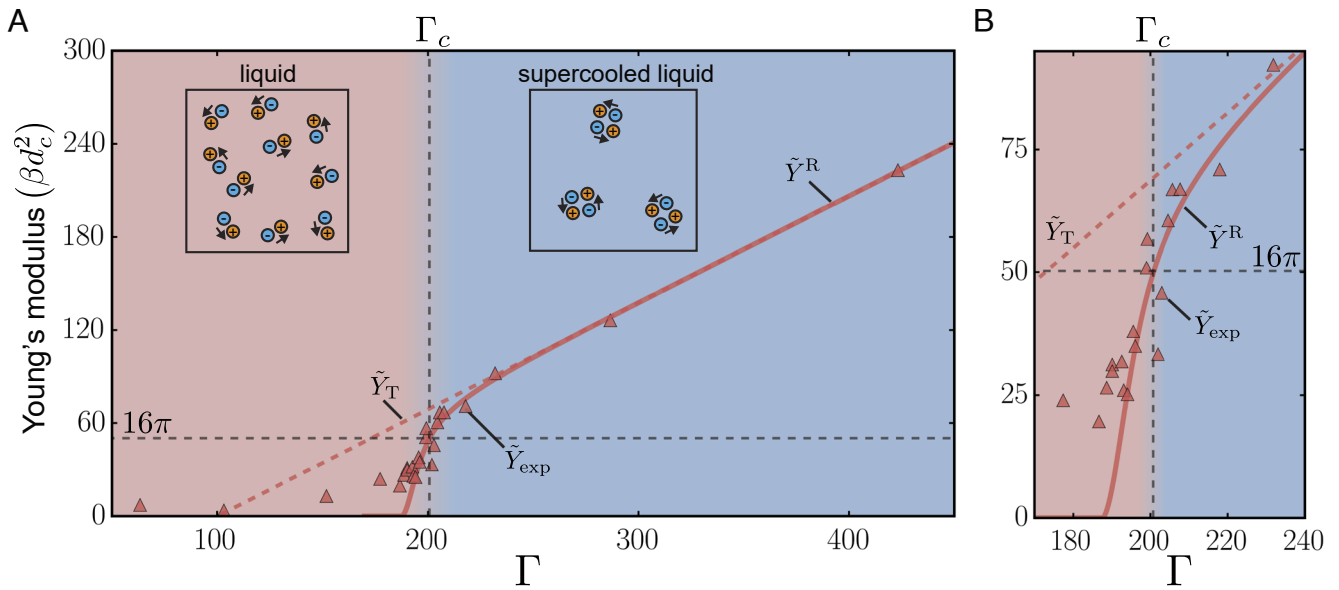 A
Γc
B
Γc
Young's modulus (βd_c^2)
300
240
180
120
60
0
liquid
supercooled liquid
Ỹ^R
Ỹ_T
Ỹ_exp
16π
100
200
300
400
Γ
75
50
25
0
Ỹ_T
Ỹ^R
16π
Ỹ_exp
180
200
220
240
Γ